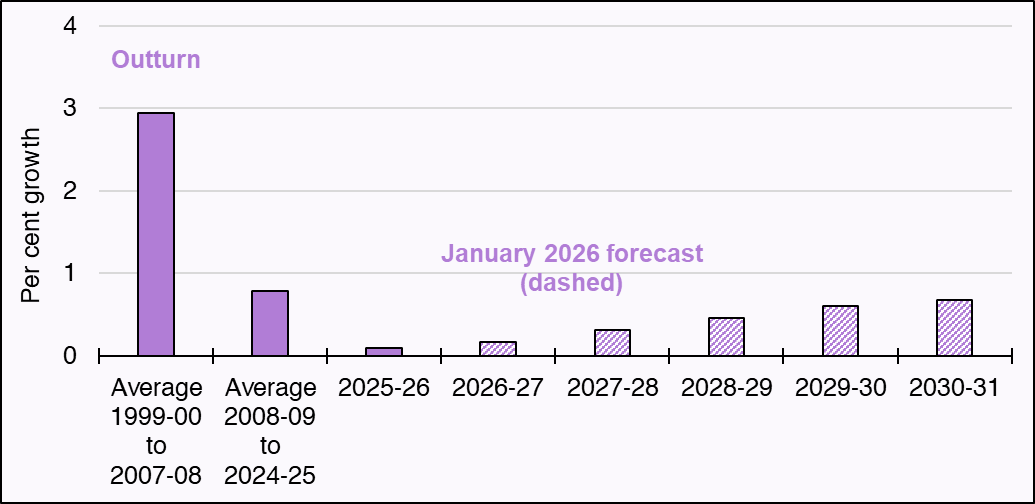 Per cent growth
4
3
2
1
0
Outturn
January 2026 forecast
(dashed)
Average
1999-00
to
2007-08
Average
2008-09
to
2024-25
2025-26
2026-27
2027-28
2028-29
2029-30
2030-31